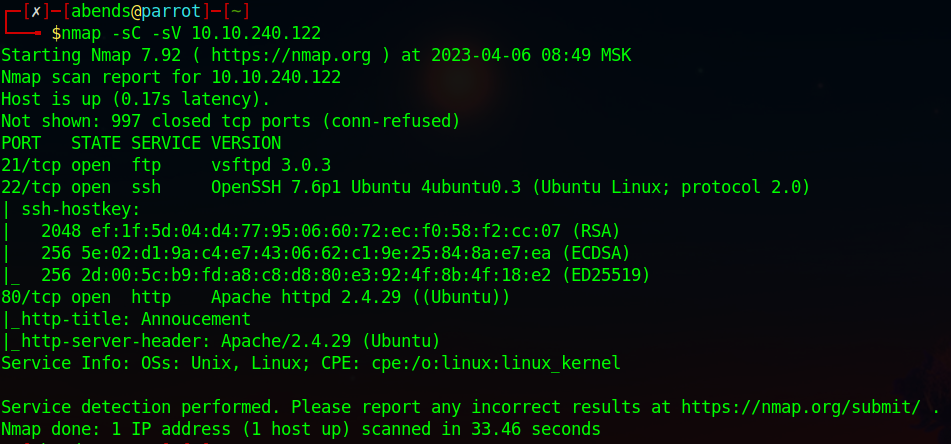 ┌─[✗]─[abends@parrot]─[~]
└──╼ $nmap -sC -sV 10.10.240.122
Starting Nmap 7.92 ( https://nmap.org ) at 2023-04-06 08:49 MSK
Nmap scan report for 10.10.240.122
Host is up (0.17s latency).
Not shown: 997 closed tcp ports (conn-refused)
PORT   STATE SERVICE VERSION
21/tcp open  ftp     vsftpd 3.0.3
22/tcp open  ssh     OpenSSH 7.6p1 Ubuntu 4ubuntu0.3 (Ubuntu Linux; protocol 2.0)
| ssh-hostkey:
|   2048 ef:1f:5d:04:d4:77:95:06:60:72:ec:f0:58:f2:cc:07 (RSA)
|   256 5e:02:d1:9a:c4:e7:43:06:62:c1:9e:25:84:8a:e7:ea (ECDSA)
|_  256 2d:00:5c:b9:fd:a8:c8:d8:80:e3:92:4f:8b:4f:18:e2 (ED25519)
80/tcp open  http    Apache httpd 2.4.29 ((Ubuntu))
|_http-title: Annoucement
|_http-server-header: Apache/2.4.29 (Ubuntu)
Service Info: OSs: Unix, Linux; CPE: cpe:/o:linux:linux_kernel

Service detection performed. Please report any incorrect results at https://nmap.org/submit/ .
Nmap done: 1 IP address (1 host up) scanned in 33.46 seconds